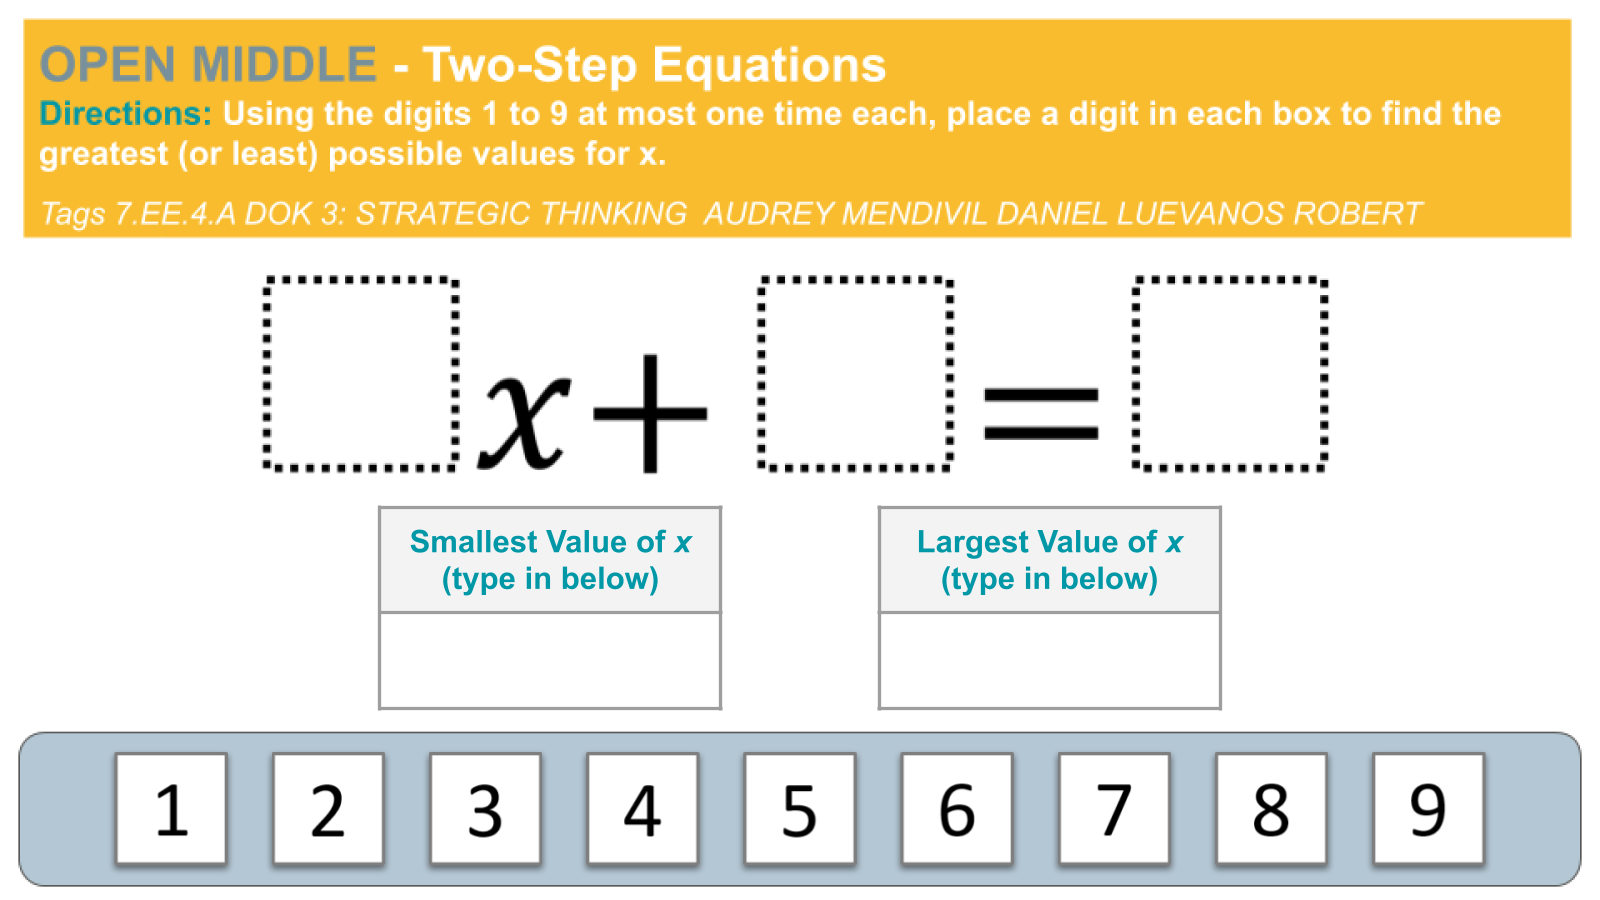 OPEN MIDDLE - Two-Step Equations
Directions: Using the digits 1 to 9 at most one time each, place a digit in each box to find the
greatest (or least) possible values for x.
Tags 7.EE.4.A DOK 3: STRATEGIC THINKING  AUDREY MENDIVIL DANIEL LUEVANOS ROBERT
x + =
Smallest Value of x
(type in below)
Largest Value of x
(type in below)
1 2 3 4 5 6 7 8 9